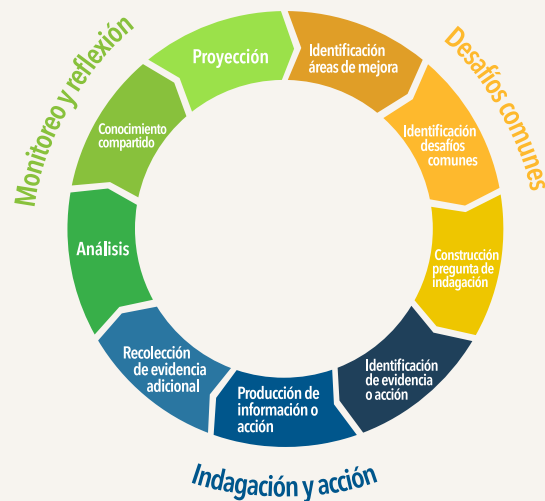 Desafíos comunes
Identificación
áreas de mejora
Identificación
desafíos
comunes
Construcción
pregunta de
indagación
Indagación y acción
Identificación
de evidencia
o acción
Producción de
información o
acción
Recolección
de evidencia
adicional
Monitoreo y reflexión
Análisis
Conocimiento
compartido
Proyección